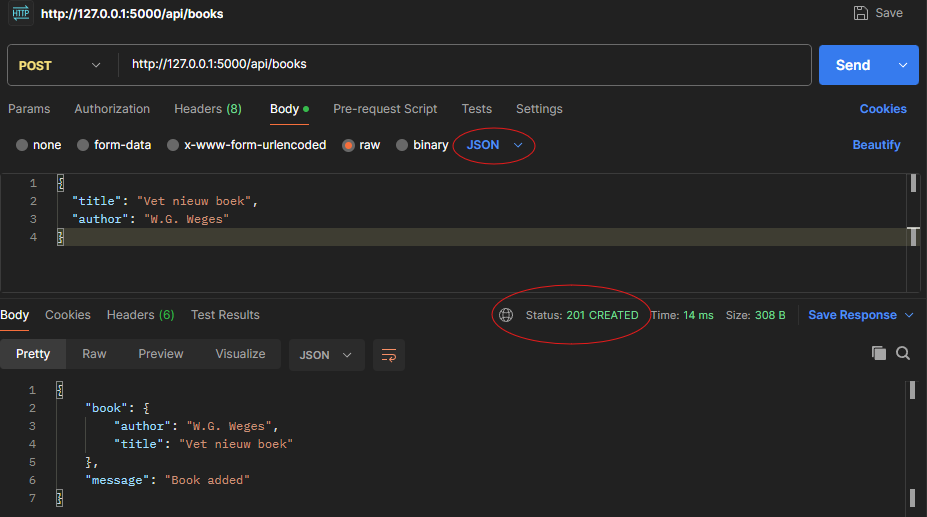 HTTP http://127.0.0.1:5000/api/books Save
POST http://127.0.0.1:5000/api/books Send
Params Authorization Headers (8) Body Pre-request Script Tests Settings Cookies
none form-data x-www-form-urlencoded raw binary JSON Beautify
1 {
2 "title": "Vet nieuw boek",
3 "author": "W.G. Weges"
4 }
Body Cookies Headers (6) Test Results Status: 201 CREATED Time: 14 ms Size: 308 B Save Response
Pretty Raw Preview Visualize JSON
1 {
2 "book": {
3 "author": "W.G. Weges",
4 "title": "Vet nieuw boek"
5 },
6 "message": "Book added"
7 }